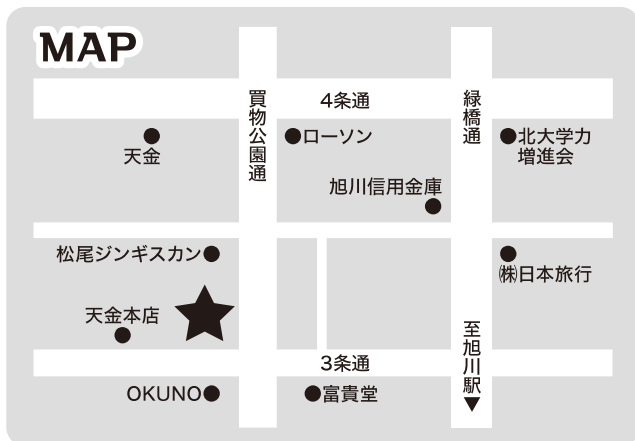 MAP
4条通
買物公園通
緑橋通
天金
ローソン
北大学力
増進会
旭川信用金庫
松尾ジンギスカン
㈱日本旅行
天金本店
至旭川駅▼
3条通
OKUNO
富貴堂